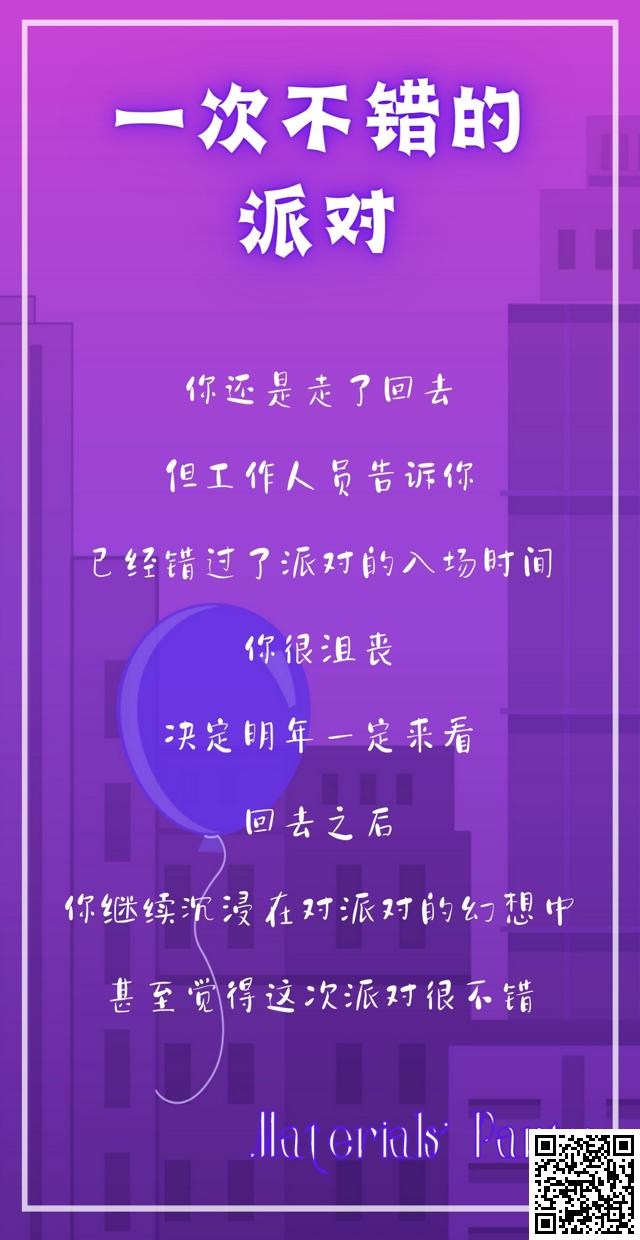 一次不错的
派对
你还是走了回去
但工作人员告诉你
已经错过了派对的入场时间
你很沮丧
决定明年一定来看
回去之后
你继续沉浸在对派对的幻想中
甚至觉得这次派对很不错
Materials